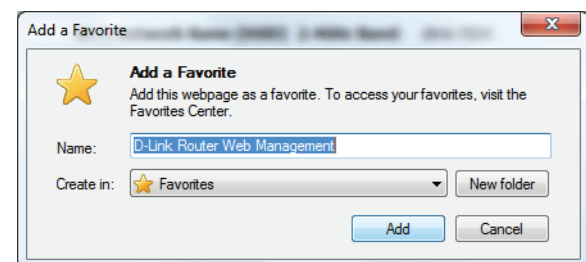 Add a Favorite
Add a Favorite
Add this webpage as a favorite. To access your favorites, visit the
Favorites Center.
Name: D-Link Router Web Management
Create in: Favorites New folder
Add Cancel